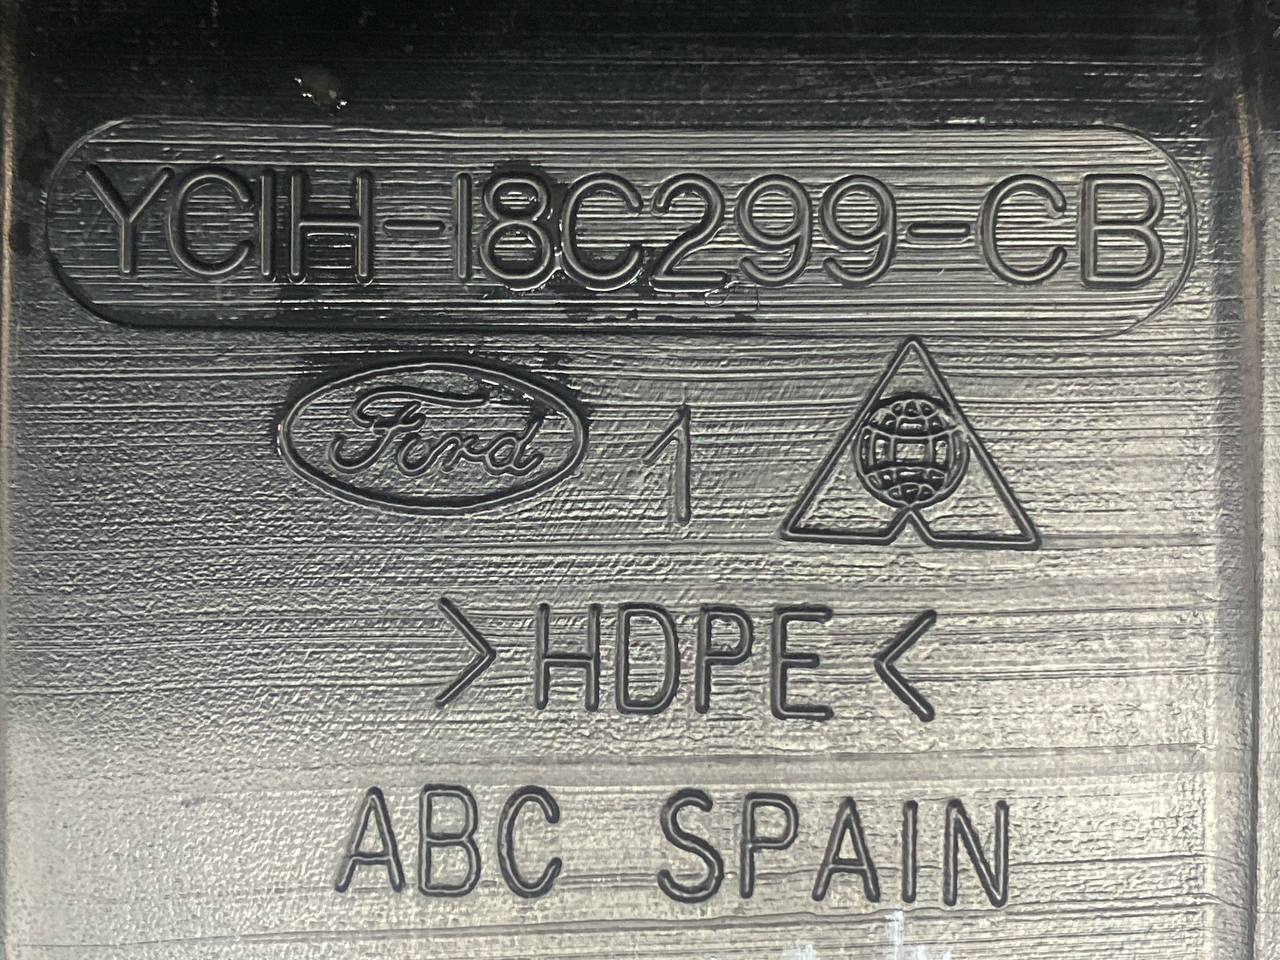 YC1H-18C299-CB
Ford 1
>HDPE<
ABC SPAIN